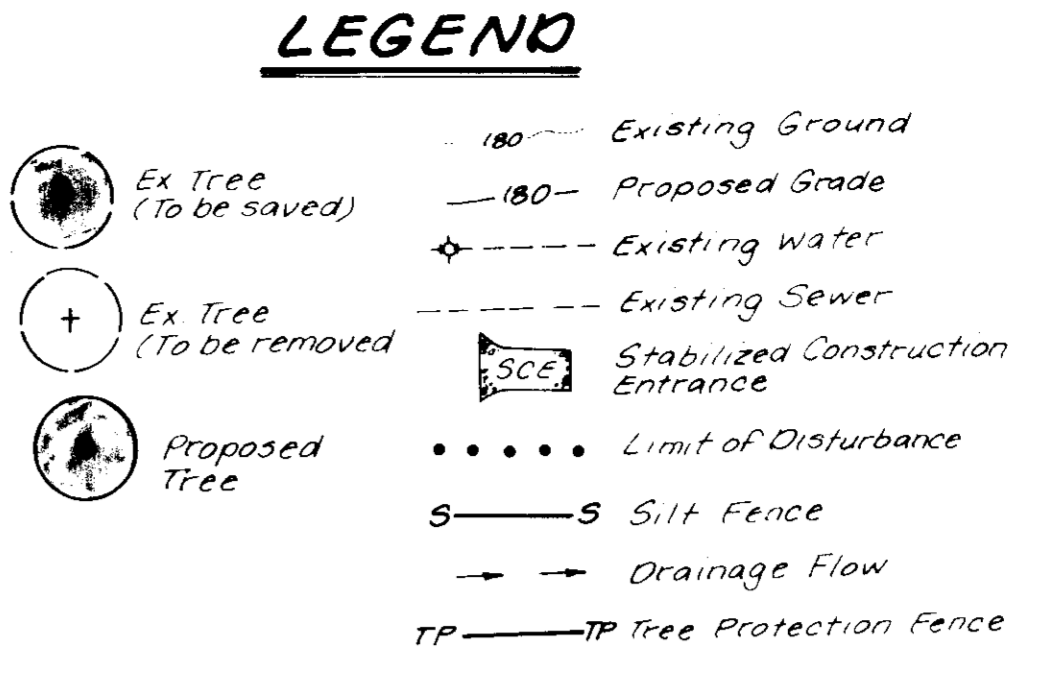 LEGEND
Ex Tree
(To be saved)
Ex. Tree
(To be removed
Proposed
Tree
180 Existing Ground
180 Proposed Grade
Existing Water
Existing Sewer
SCE Stabilized Construction
Entrance
Limit of Disturbance
S S Silt Fence
Drainage Flow
TP TP Tree Protection Fence